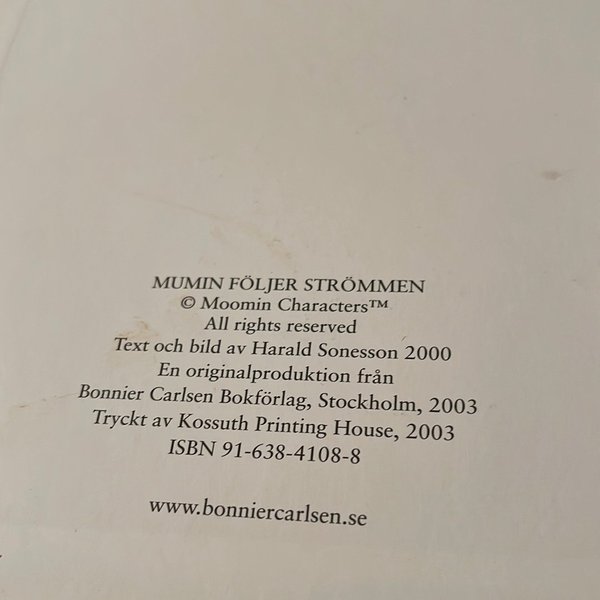 MUMIN FÖLJER STRÖMMEN
© Moomin Characters™
All rights reserved
Text och bild av Harald Sonesson 2000
En originalproduktion från
Bonnier Carlsen Bokförlag, Stockholm, 2003
Tryckt av Kossuth Printing House, 2003
ISBN 91-638-4108-8
www.bonniercarlsen.se